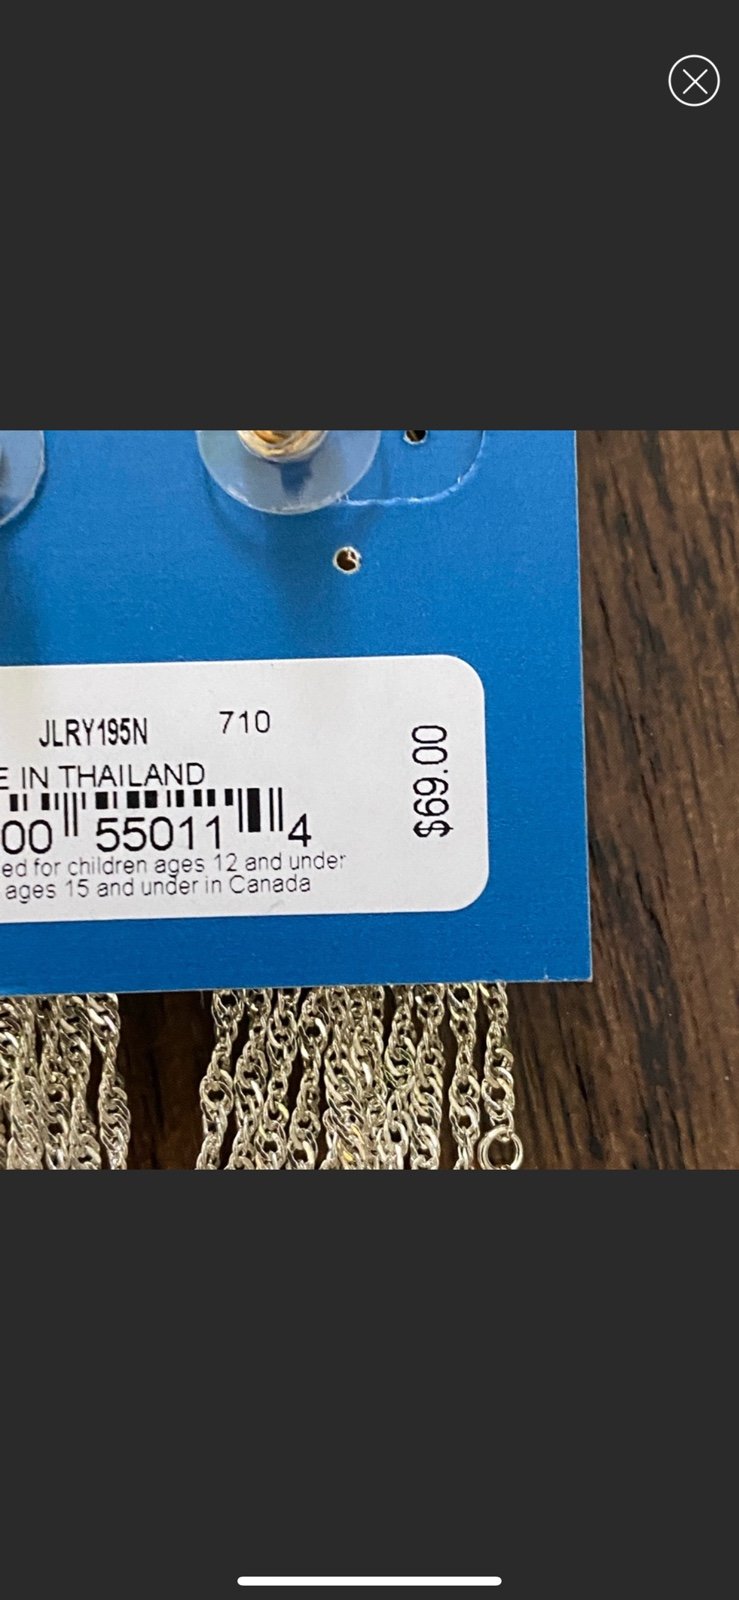 JLRY195N 710
E IN THAILAND
00 55011 4
ed for children ages 12 and under
ages 15 and under in Canada
$69.00